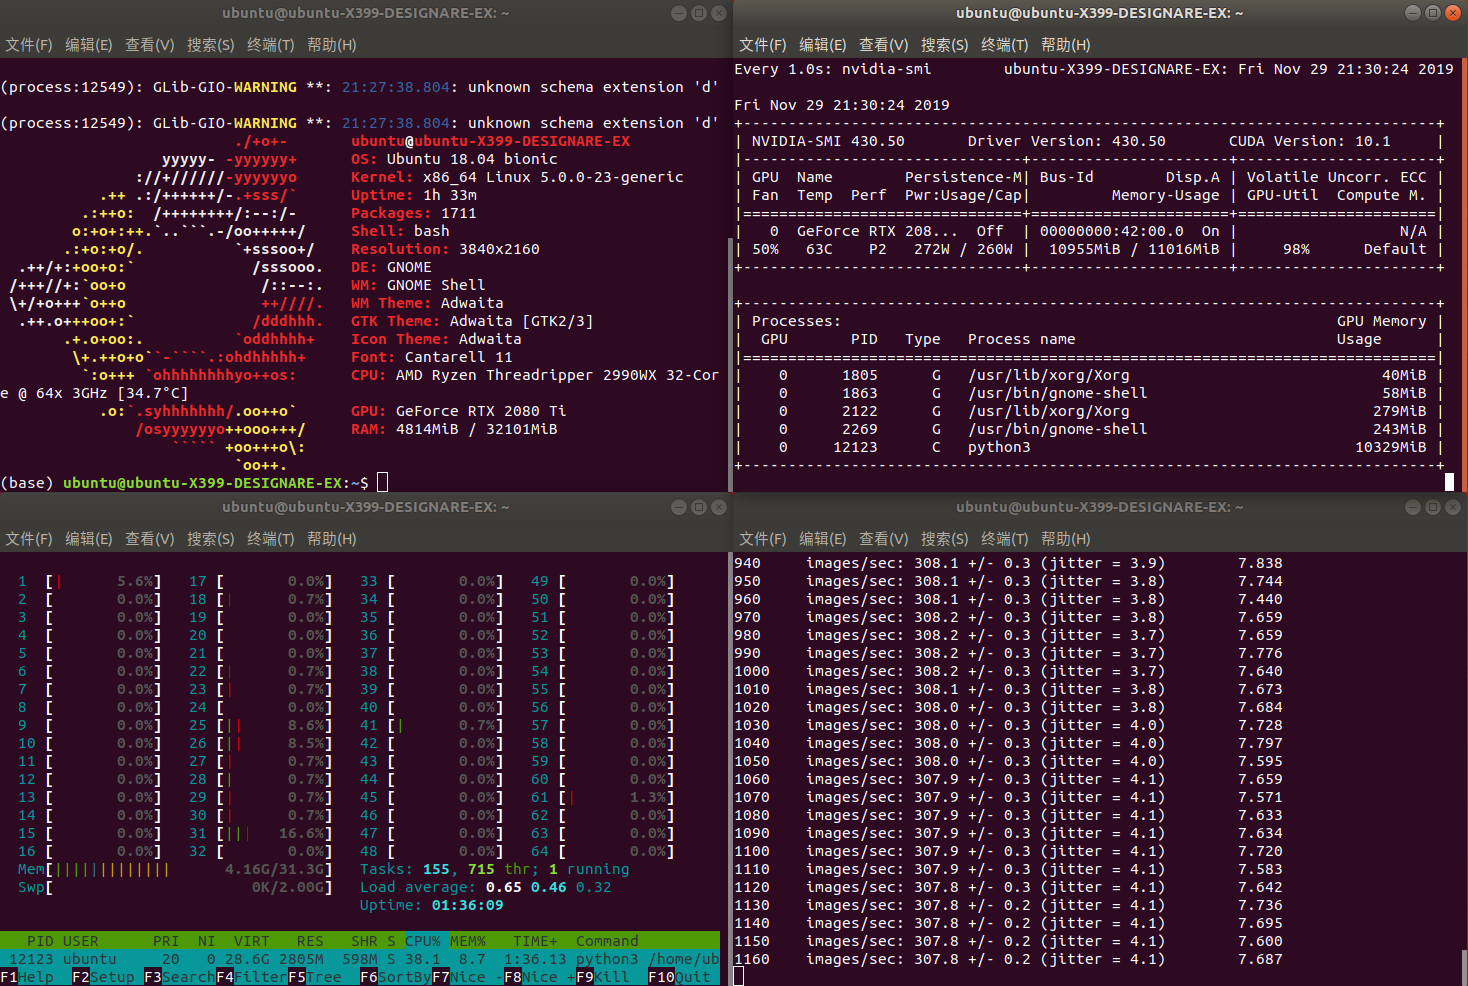 ubuntu@ubuntu-X399-DESIGNARE-EX: ~
文件(F) 编辑(E) 查看(V) 搜索(S) 终端(T) 帮助(H)
(process:12549): GLib-GIO-WARNING **: 21:27:38.804: unknown schema extension 'd'
(process:12549): GLib-GIO-WARNING **: 21:27:38.804: unknown schema extension 'd'
./+o+- ubuntu@ubuntu-X399-DESIGNARE-EX
yyyyy- -yyyyyy+ OS: Ubuntu 18.04 bionic
://+//////-yyyyyyo Kernel: x86_64 Linux 5.0.0-23-generic
.++ .:/++++++/-.+sss/` Uptime: 1h 33m
.:++o: /++++++++/:--:/- Packages: 1711
o:+o+:++.`..```.-/oo+++++/ Shell: bash
.:+o:+o/. `+sssoo+/ Resolution: 3840x2160
.++/+:+oo+o:` /sssooo. DE: GNOME
/+++//+:`oo+o /::--:. WM: GNOME Shell
\+/+o+++`o++o ++////. WM Theme: Adwaita
.++.o+++oo+:` /dddhhh. GTK Theme: Adwaita [GTK2/3]
.+.o+oo:. `oddhhhh+ Icon Theme: Adwaita
\+.++o+o``-````.:ohdhhhhh+ Font: Cantarell 11
`:o+++ `ohhhhhhhhyo++os: CPU: AMD Ryzen Threadripper 2990WX 32-Cor
e @ 64x 3GHz [34.7°C]
.o:`.syhhhhhhh/.oo++o` GPU: GeForce RTX 2080 Ti
/osyyyyyyo++ooo+++/ RAM: 4814MiB / 32101MiB
````` +oo+++o\:
`oo++.
(base) ubuntu@ubuntu-X399-DESIGNARE-EX:~$
ubuntu@ubuntu-X399-DESIGNARE-EX: ~
文件(F) 编辑(E) 查看(V) 搜索(S) 终端(T) 帮助(H)
Every 1.0s: nvidia-smi ubuntu-X399-DESIGNARE-EX: Fri Nov 29 21:30:24 2019
Fri Nov 29 21:30:24 2019
+-----------------------------------------------------------------------------+
| NVIDIA-SMI 430.50 Driver Version: 430.50 CUDA Version: 10.1 |
|-------------------------------+----------------------+----------------------+
| GPU Name Persistence-M| Bus-Id Disp.A | Volatile Uncorr. ECC |
| Fan Temp Perf Pwr:Usage/Cap| Memory-Usage | GPU-Util Compute M. |
|===============================+======================+======================|
| 0 GeForce RTX 208... Off | 00000000:42:00.0 On | N/A |
| 50% 63C P2 272W / 260W | 10955MiB / 11016MiB | 98% Default |
+-------------------------------+----------------------+----------------------+
+-----------------------------------------------------------------------------+
| Processes: GPU Memory |
| GPU PID Type Process name Usage |
|=============================================================================|
| 0 1805 G /usr/lib/xorg/Xorg 40MiB |
| 0 1863 G /usr/bin/gnome-shell 58MiB |
| 0 2122 G /usr/lib/xorg/Xorg 279MiB |
| 0 2269 G /usr/bin/gnome-shell 243MiB |
| 0 12123 C python3 10329MiB |
+-----------------------------------------------------------------------------+
ubuntu@ubuntu-X399-DESIGNARE-EX: ~
文件(F) 编辑(E) 查看(V) 搜索(S) 终端(T) 帮助(H)
1 [| 5.6%] 17 [ 0.0%] 33 [ 0.0%] 49 [ 0.0%]
2 [ 0.0%] 18 [| 0.7%] 34 [ 0.0%] 50 [ 0.0%]
3 [ 0.0%] 19 [ 0.0%] 35 [ 0.0%] 51 [ 0.0%]
4 [ 0.0%] 20 [ 0.0%] 36 [ 0.0%] 52 [ 0.0%]
5 [ 0.0%] 21 [ 0.0%] 37 [ 0.0%] 53 [ 0.0%]
6 [ 0.0%] 22 [| 0.7%] 38 [ 0.0%] 54 [ 0.0%]
7 [ 0.0%] 23 [| 0.7%] 39 [ 0.0%] 55 [ 0.0%]
8 [ 0.0%] 24 [ 0.0%] 40 [ 0.0%] 56 [ 0.0%]
9 [ 0.0%] 25 [|| 8.6%] 41 [| 0.7%] 57 [ 0.0%]
10 [ 0.0%] 26 [|| 8.5%] 42 [ 0.0%] 58 [ 0.0%]
11 [ 0.0%] 27 [| 0.7%] 43 [ 0.0%] 59 [ 0.0%]
12 [ 0.0%] 28 [| 0.7%] 44 [ 0.0%] 60 [ 0.0%]
13 [ 0.0%] 29 [| 0.7%] 45 [ 0.0%] 61 [| 1.3%]
14 [ 0.0%] 30 [| 0.7%] 46 [ 0.0%] 62 [ 0.0%]
15 [ 0.0%] 31 [||| 16.6%] 47 [ 0.0%] 63 [ 0.0%]
16 [ 0.0%] 32 [ 0.0%] 48 [ 0.0%] 64 [ 0.0%]
Mem[||||||||||||| 4.16G/31.3G] Tasks: 155, 715 thr; 1 running
Swp[ 0K/2.00G] Load average: 0.65 0.46 0.32
Uptime: 01:36:09
PID USER PRI NI VIRT RES SHR S CPU% MEM% TIME+ Command
12123 ubuntu 20 0 28.6G 2805M 598M S 38.1 8.7 1:36.13 python3 /home/ub
F1Help F2Setup F3SearchF4FilterF5Tree F6SortByF7Nice -F8Nice +F9Kill F10Quit
ubuntu@ubuntu-X399-DESIGNARE-EX: ~
文件(F) 编辑(E) 查看(V) 搜索(S) 终端(T) 帮助(H)
940 images/sec: 308.1 +/- 0.3 (jitter = 3.9) 7.838
950 images/sec: 308.1 +/- 0.3 (jitter = 3.8) 7.744
960 images/sec: 308.1 +/- 0.3 (jitter = 3.8) 7.440
970 images/sec: 308.2 +/- 0.3 (jitter = 3.8) 7.659
980 images/sec: 308.2 +/- 0.3 (jitter = 3.7) 7.659
990 images/sec: 308.2 +/- 0.3 (jitter = 3.7) 7.776
1000 images/sec: 308.2 +/- 0.3 (jitter = 3.7) 7.640
1010 images/sec: 308.1 +/- 0.3 (jitter = 3.8) 7.673
1020 images/sec: 308.0 +/- 0.3 (jitter = 3.8) 7.684
1030 images/sec: 308.0 +/- 0.3 (jitter = 4.0) 7.728
1040 images/sec: 308.0 +/- 0.3 (jitter = 4.0) 7.797
1050 images/sec: 308.0 +/- 0.3 (jitter = 4.0) 7.595
1060 images/sec: 307.9 +/- 0.3 (jitter = 4.1) 7.659
1070 images/sec: 307.9 +/- 0.3 (jitter = 4.1) 7.571
1080 images/sec: 307.9 +/- 0.3 (jitter = 4.1) 7.633
1090 images/sec: 307.9 +/- 0.3 (jitter = 4.1) 7.634
1100 images/sec: 307.9 +/- 0.3 (jitter = 4.1) 7.720
1110 images/sec: 307.9 +/- 0.3 (jitter = 4.1) 7.583
1120 images/sec: 307.8 +/- 0.3 (jitter = 4.1) 7.642
1130 images/sec: 307.8 +/- 0.2 (jitter = 4.1) 7.736
1140 images/sec: 307.8 +/- 0.2 (jitter = 4.1) 7.695
1150 images/sec: 307.8 +/- 0.2 (jitter = 4.1) 7.600
1160 images/sec: 307.8 +/- 0.2 (jitter = 4.1) 7.687